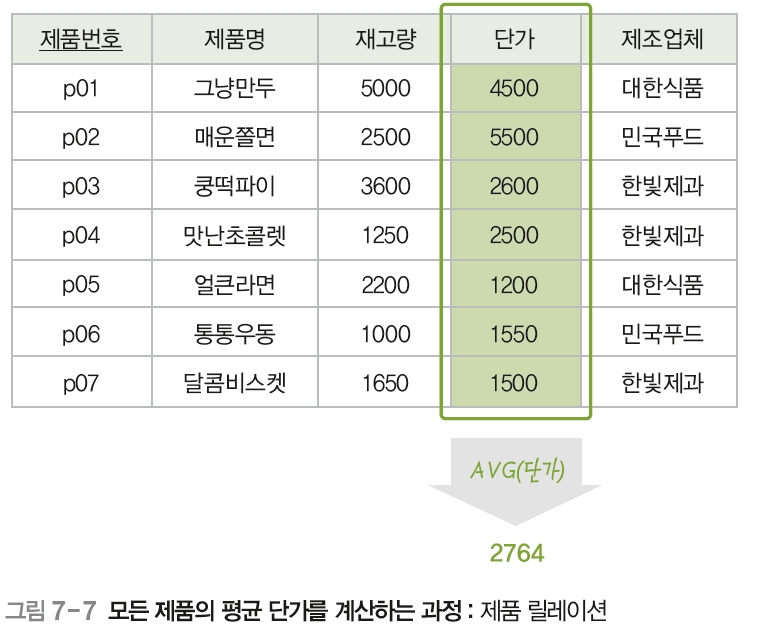 제품번호 제품명 재고량 단가 제조업체
p01 그냥만두 5000 4500 대한식품
p02 매운쫄면 2500 5500 민국푸드
p03 쿵떡파이 3600 2600 한빛제과
p04 맛난초콜렛 1250 2500 한빛제과
p05 얼큰라면 2200 1200 대한식품
p06 통통우동 1000 1550 민국푸드
p07 달콤비스켓 1650 1500 한빛제과
AVG(단가)
2764
그림 7-7 모든 제품의 평균 단가를 계산하는 과정 : 제품 릴레이션